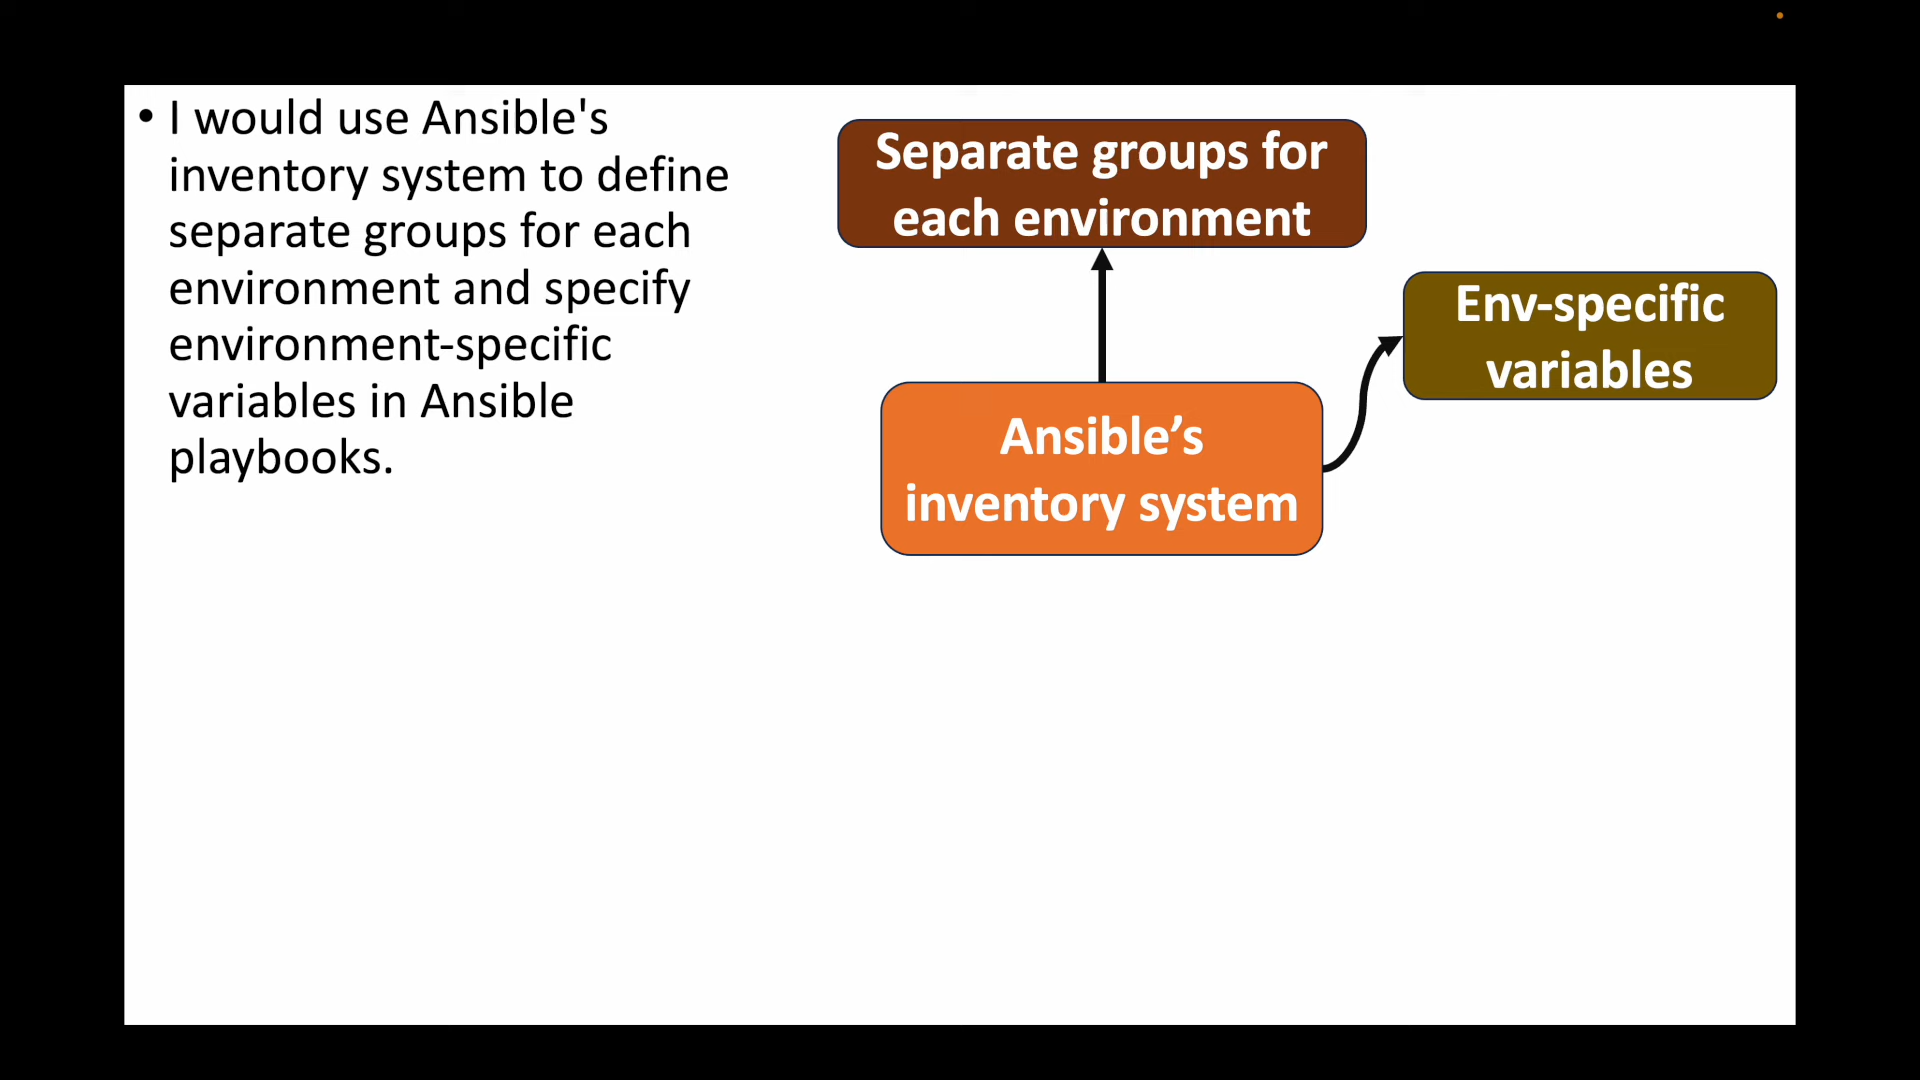 • I would use Ansible's
inventory system to define
separate groups for each
environment and specify
environment-specific
variables in Ansible
playbooks.
Separate groups for
each environment
Env-specific
variables
Ansible’s
inventory system